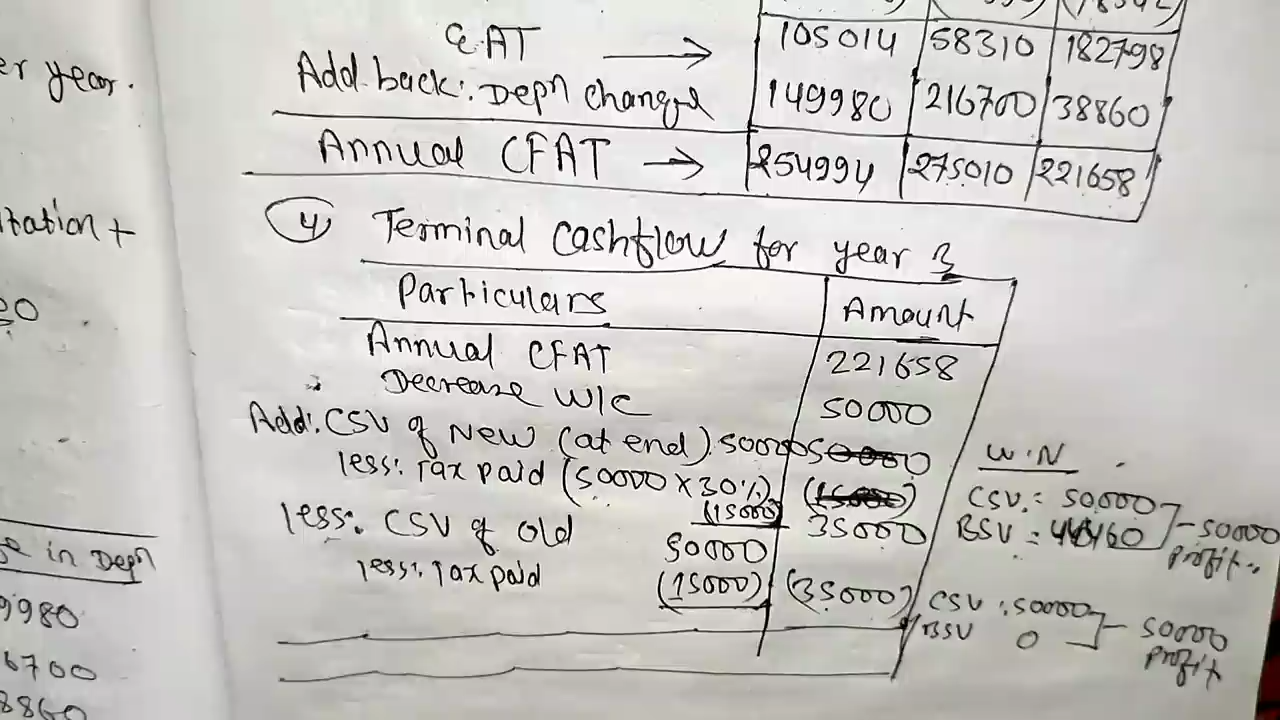 er year.
itation +
EAT → 105014 58310 182798
Add back: Depn change 149980 216700 38860
Annual CFAT → 254994 275010 221658
4 Terminal cashflow for year 3
Particulars Amount
Annual CFAT 221658
Decrease W/C 50000
Add: CSV of New (at end) 50000 50000
less: Tax paid (50000 x 30%) (15000)
(15000) 35000
less: CSV of old 50000
less: Tax paid (15000) (35000)
W.N
CSV = 50,000 50000
BSV = profit
CSV : 50000 50000
BSV 0 profit
in Depn
9980
6700
8860